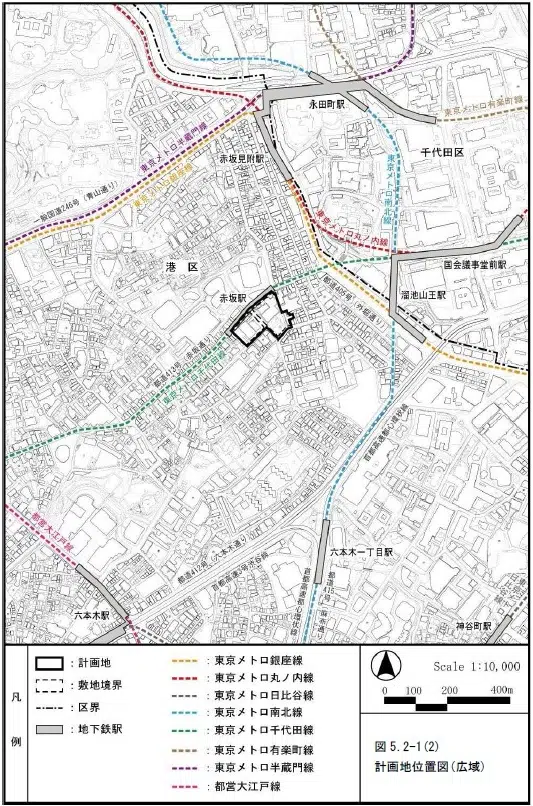 永田町駅
東京メトロ有楽町線
東京メトロ半蔵門線
赤坂見附駅
東京メトロ南北線
千代田区
一般国道246号（青山通り）
東京メトロ銀座線
東京メトロ丸ノ内線
港 区
国会議事堂前駅
赤坂駅
溜池山王駅
都道405号（外堀通り）
都道413号（赤坂通り）
東京メトロ千代田線
首都高速都心環状線
都営大江戸線
都道412号（六本木通り）
首都高速3号渋谷線
六本木一丁目駅
首都高速都心環状線
都道415号（麻布通り）
六本木駅
神谷町駅
凡 例
：計画地
：敷地境界
：区界
：地下鉄駅
：東京メトロ銀座線
：東京メトロ丸ノ内線
：東京メトロ日比谷線
：東京メトロ南北線
：東京メトロ千代田線
：東京メトロ有楽町線
：東京メトロ半蔵門線
：都営大江戸線
Scale 1:10,000
0 100 200 400m
図 5.2-1(2)
計画地位置図(広域)